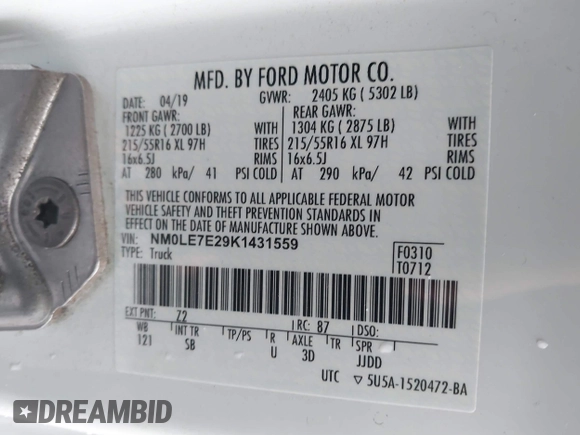 MFD. BY FORD MOTOR CO.
DATE: 04/19 GVWR: 2405 KG ( 5302 LB)
FRONT GAWR: REAR GAWR:
1225 KG ( 2700 LB) WITH 1304 KG ( 2875 LB) WITH
215/55R16 XL 97H TIRES 215/55R16 XL 97H TIRES
16x6.5J RIMS 16x6.5J RIMS
AT 280 kPa/ 41 PSI COLD AT 290 kPa/ 42 PSI COLD
THIS VEHICLE CONFORMS TO ALL APPLICABLE FEDERAL MOTOR
VEHICLE SAFETY AND THEFT PREVENTION STANDARDS IN
EFFECT ON THE DATE OF MANUFACTURE SHOWN ABOVE.
VIN: NM0LE7E29K1431559 F0310
TYPE: Truck T0712
EXT PNT: Z2 RC: 87 DSO:
WB INT TR TP/PS R AXLE TR SPR
121 SB U 3D JJDD
UTC ▽ 5U5A-1520472-BA
DREAMBID